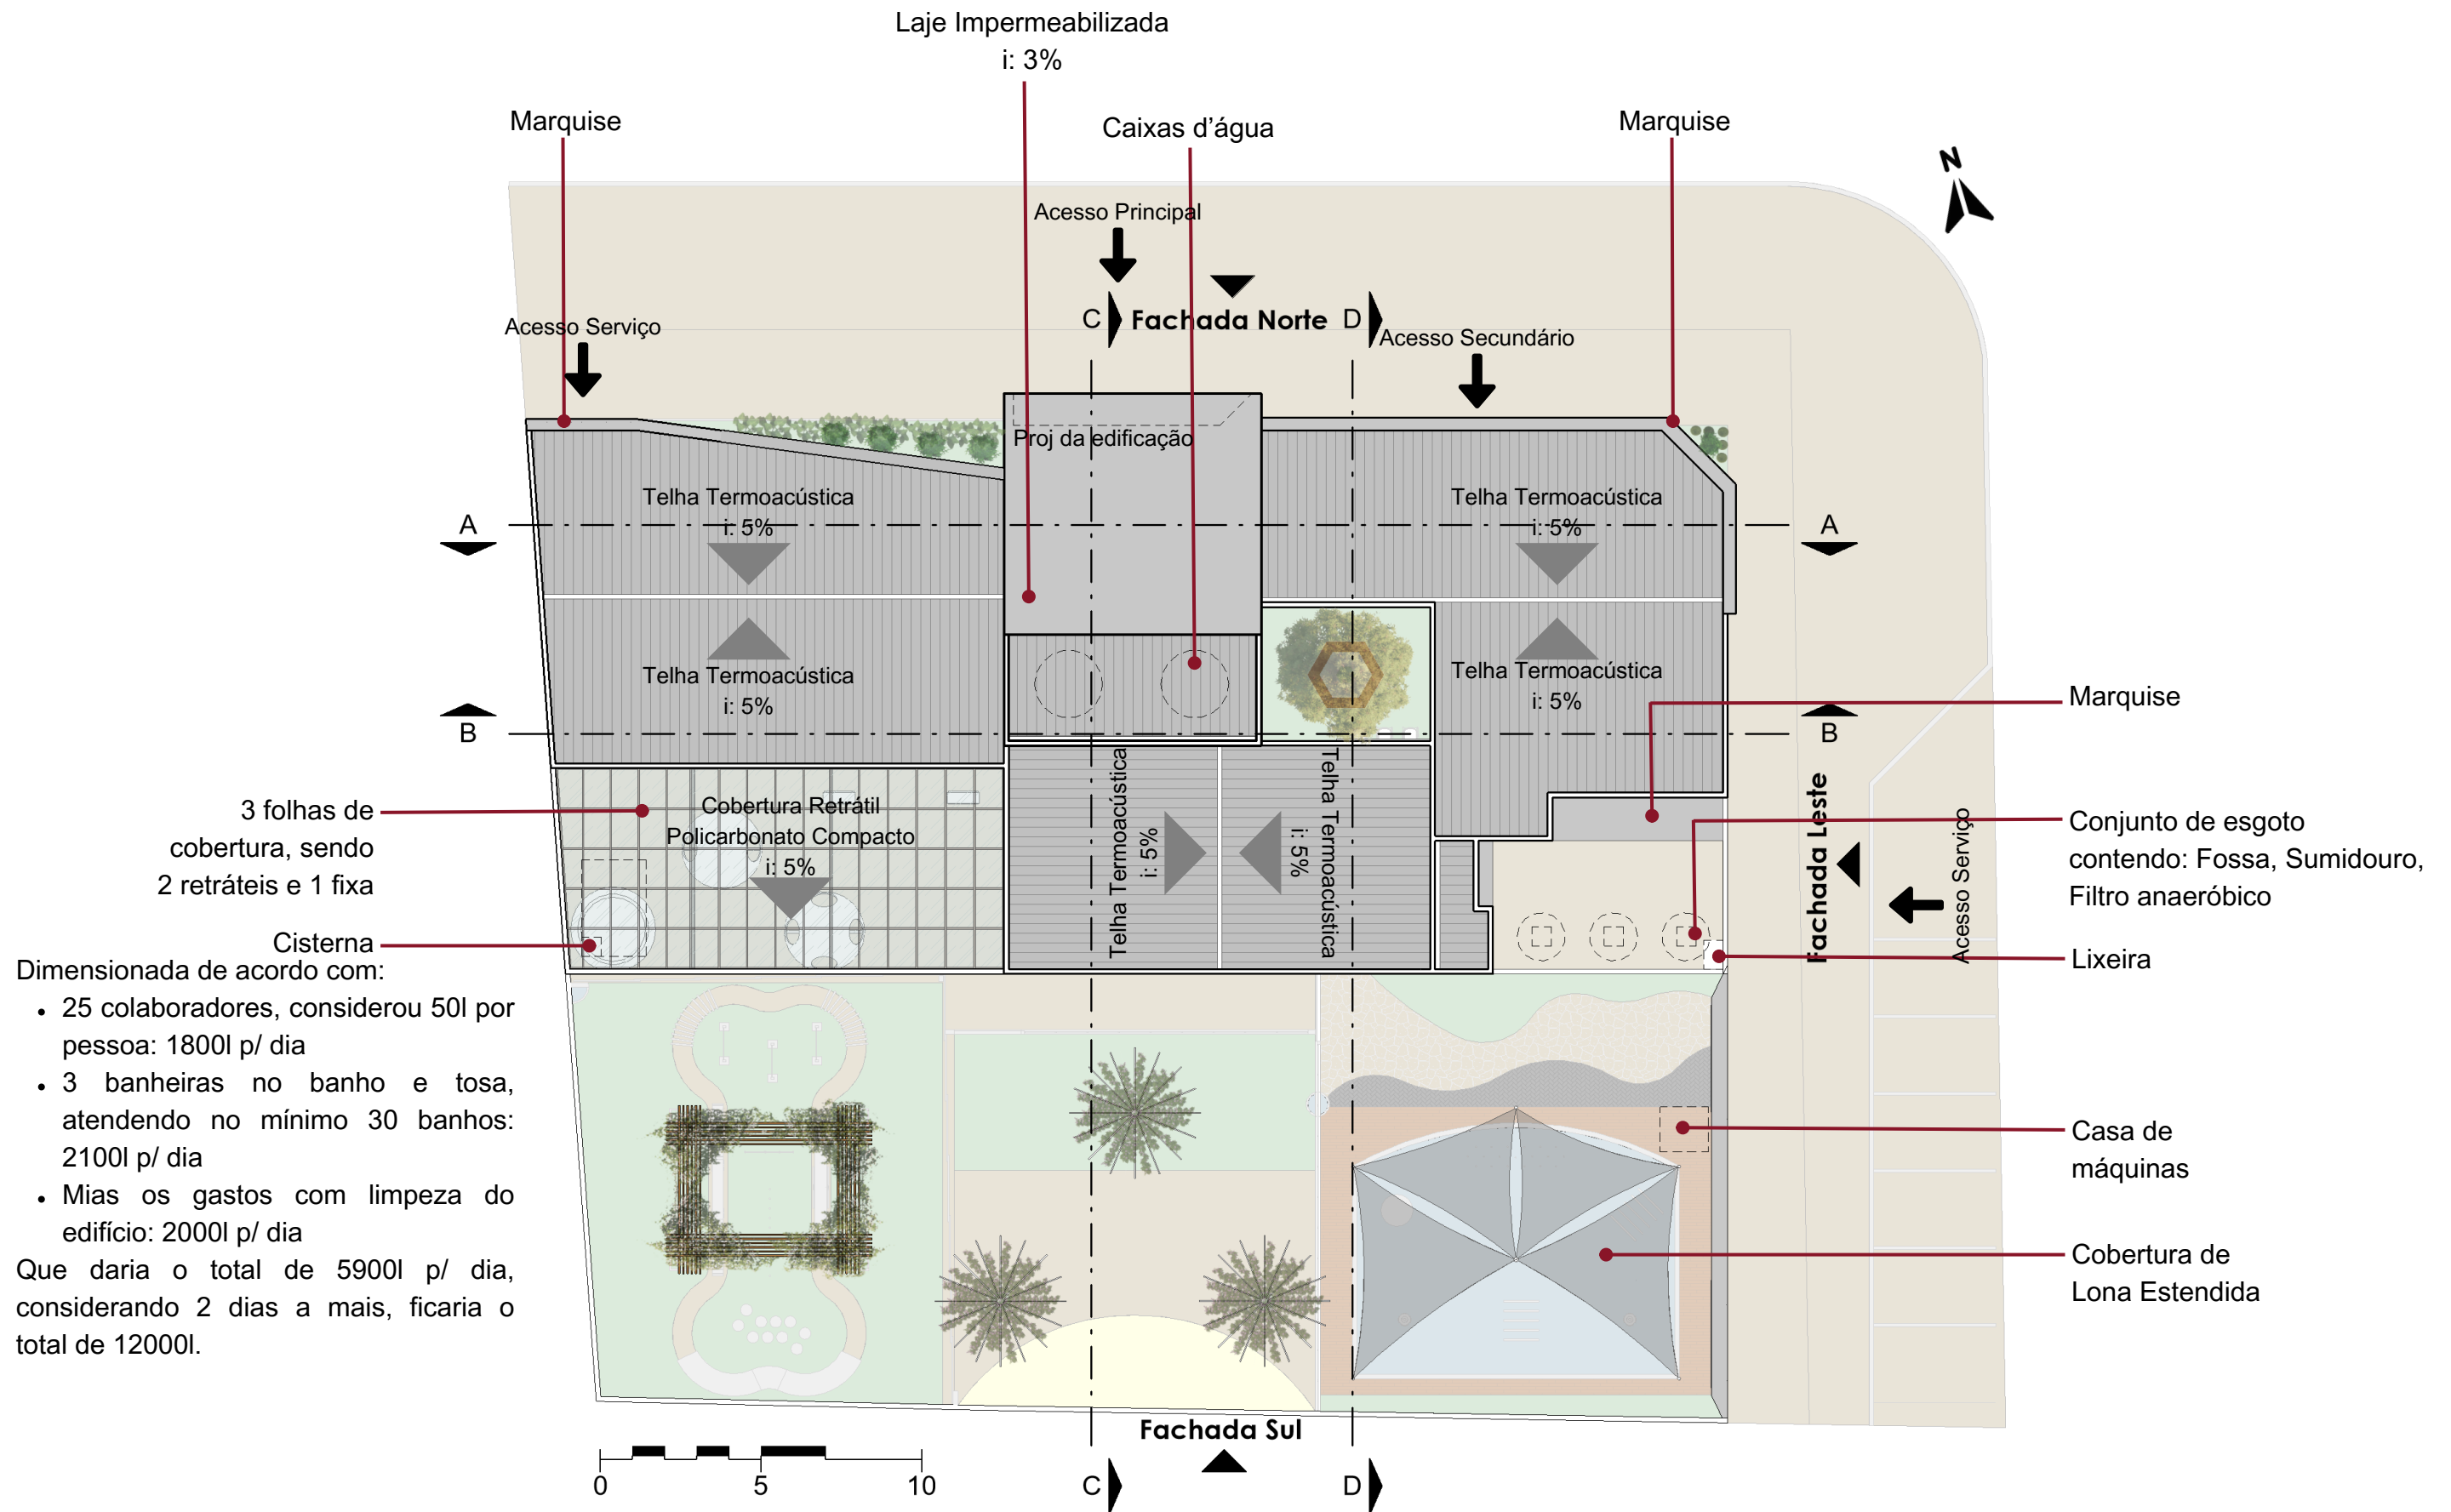 Laje Impermeabilizada
i: 3%
Marquise
Caixas d'água
Marquise
N
Acesso Principal
C
Fachada Norte
D
Acesso Serviço
Acesso Secundário
Proj da edificação
Telha Termoacústica
i: 5%
Telha Termoacústica
i: 5%
A
A
Telha Termoacústica
i: 5%
Telha Termoacústica
i: 5%
B
B
Marquise
Telha Termoacústica
i: 5%
Telha Termoacústica
i: 5%
Cobertura Retrátil
Policarbonato Compacto
i: 5%
3 folhas de
cobertura, sendo
2 retráteis e 1 fixa
Fachada Leste
Acesso Serviço
Conjunto de esgoto
contendo: Fossa, Sumidouro,
Filtro anaeróbico
Lixeira
Cisterna
Dimensionada de acordo com:
• 25 colaboradores, considerou 50l por
pessoa: 1800l p/ dia
• 3 banheiras no banho e tosa,
atendendo no mínimo 30 banhos:
2100l p/ dia
• Mias os gastos com limpeza do
edifício: 2000l p/ dia
Que daria o total de 5900l p/ dia,
considerando 2 dias a mais, ficaria o
total de 12000l.
Casa de
máquinas
Cobertura de
Lona Estendida
Fachada Sul
0
5
10
C
D